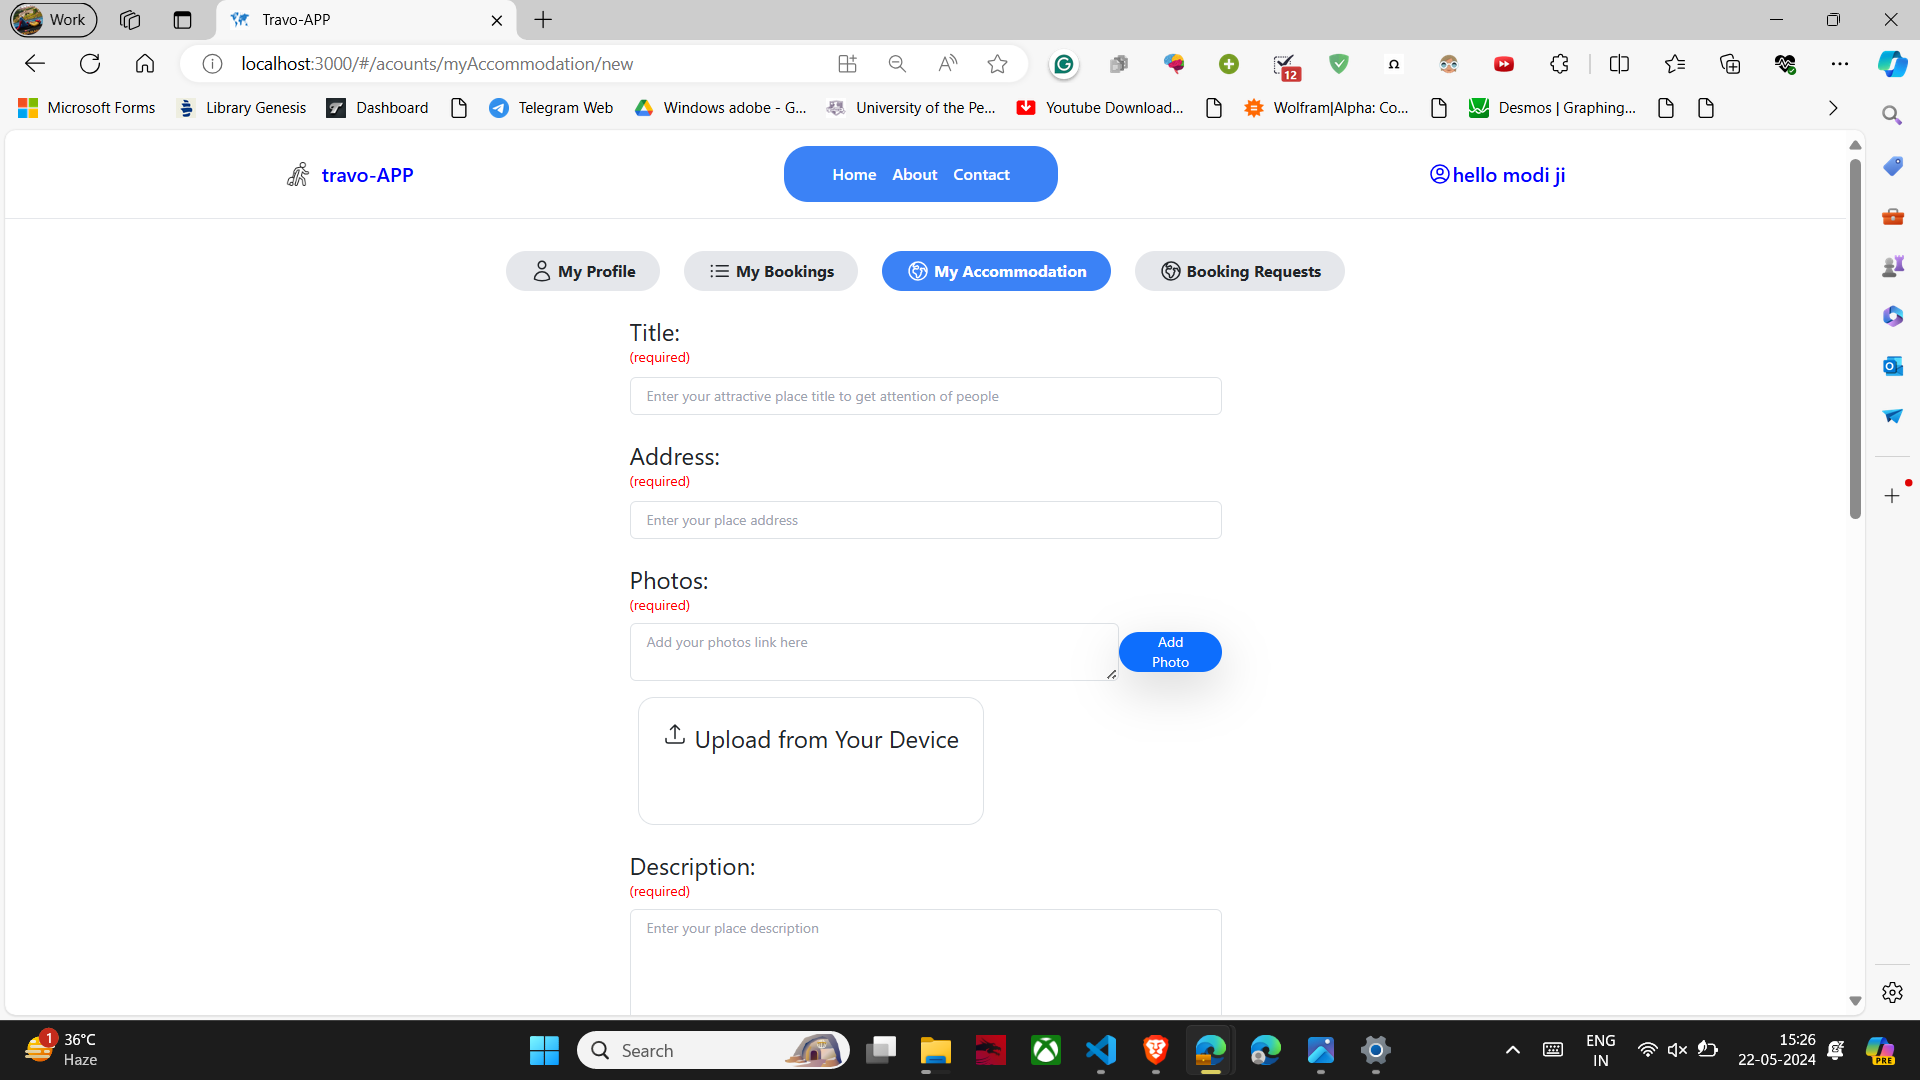 Work
Travo-APP
localhost:3000/#/acounts/myAccommodation/new
12
Microsoft Forms
Library Genesis
Dashboard
Telegram Web
Windows adobe - G...
University of the Pe...
Youtube Download...
Wolfram|Alpha: Co...
Desmos | Graphing...
travo-APP
Home About Contact
hello modi ji
My Profile
My Bookings
My Accommodation
Booking Requests
Title:
(required)
Enter your attractive place title to get attention of people
Address:
(required)
Enter your place address
Photos:
(required)
Add your photos link here
Add
Photo
Upload from Your Device
Description:
(required)
Enter your place description
1
36°C
Haze
Search
ENG
IN
15:26
22-05-2024
PRE